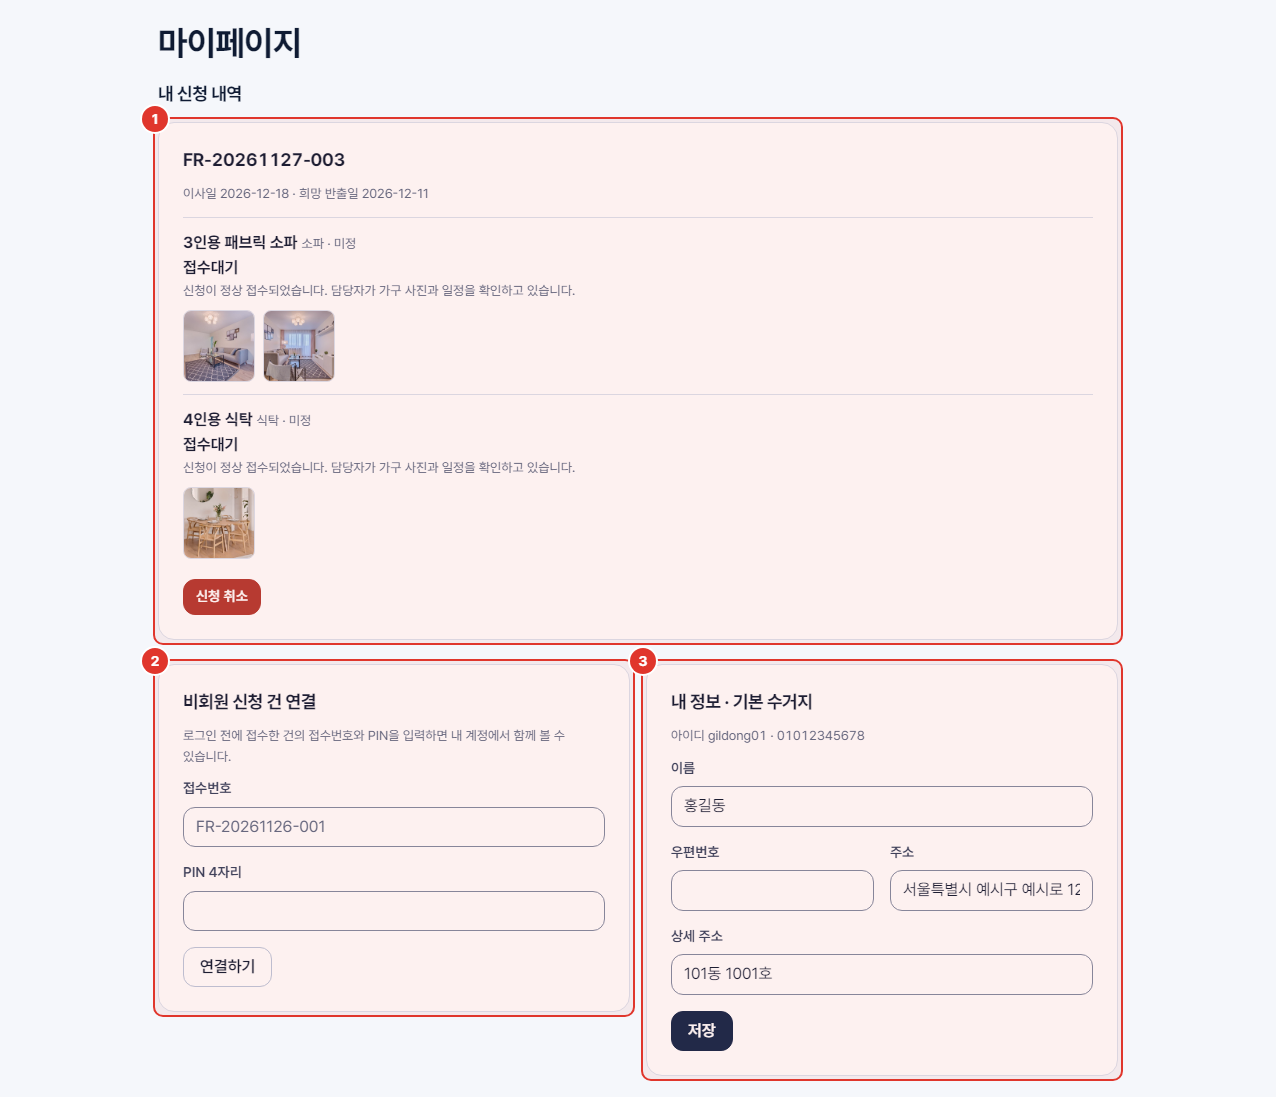 마이페이지
내 신청 내역
1
FR-20261127-003
이사일 2026-12-18 · 희망 반출일 2026-12-11
3인용 패브릭 소파 소파 · 미정
접수대기
신청이 정상 접수되었습니다. 담당자가 가구 사진과 일정을 확인하고 있습니다.
4인용 식탁 식탁 · 미정
접수대기
신청이 정상 접수되었습니다. 담당자가 가구 사진과 일정을 확인하고 있습니다.
신청 취소
2
비회원 신청 건 연결
로그인 전에 접수한 건의 접수번호와 PIN을 입력하면 내 계정에서 함께 볼 수
있습니다.
접수번호
FR-20261126-001
PIN 4자리
연결하기
3
내 정보 · 기본 수거지
아이디 gildong01 · 01012345678
이름
홍길동
우편번호
주소
서울특별시 예시구 예시로 12
상세 주소
101동 1001호
저장